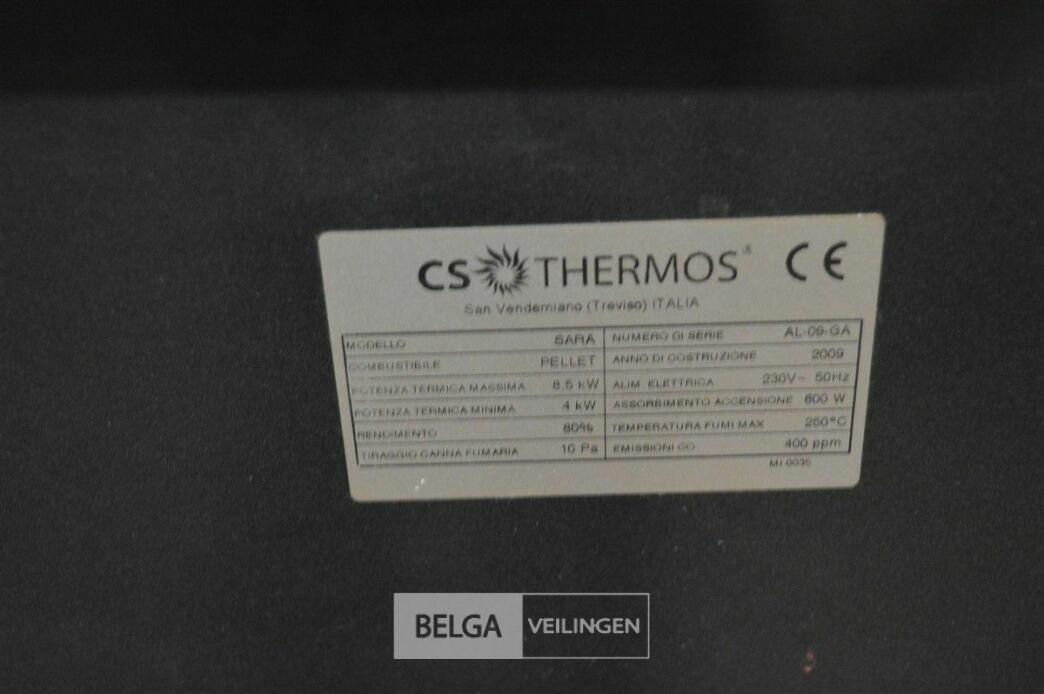 CS THERMOS® CE
San Vendemiano (Treviso) ITALIA
MODELLO SARA NUMERO DI SERIE AL-09-GA
COMBUSTIBILE PELLET ANNO DI COSTRUZIONE 2009
POTENZA TERMICA MASSIMA 8,5 kW ALIM. ELETTRICA 230V~ 50Hz
POTENZA TERMICA MINIMA 4 kW ASSORBIMENTO ACCENSIONE 600 W
RENDIMENTO 80% TEMPERATURA FUMI MAX 250°C
TIRAGGIO CANNA FUMARIA 10 Pa EMISSIONI CO 400 ppm
MI 0035
BELGA VEILINGEN